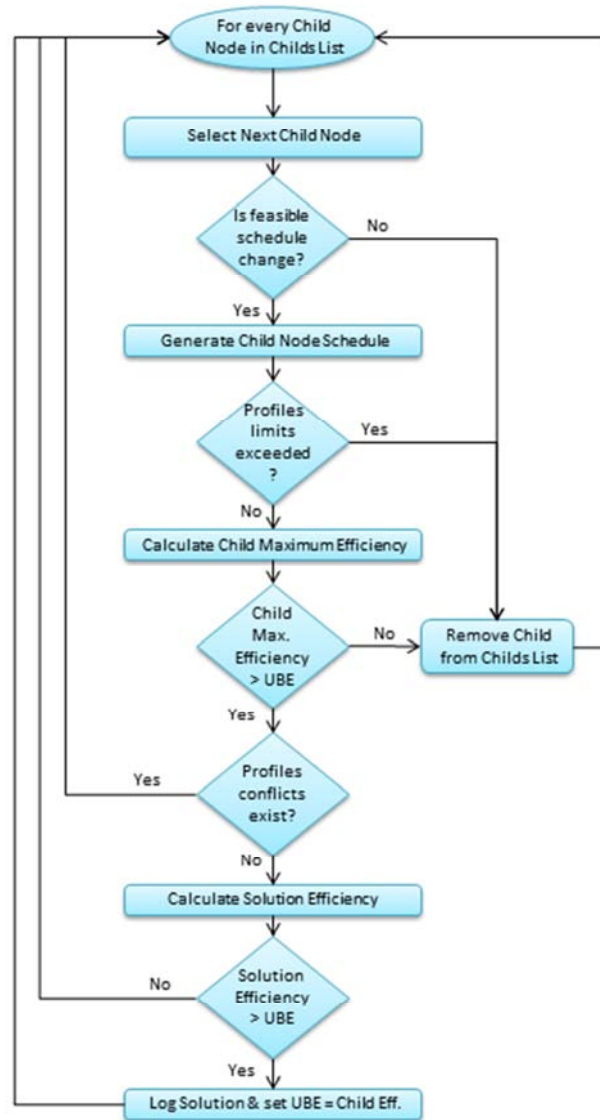 For every Child
Node in Childs List
Select Next Child Node
Is feasible
schedule
change?
No
Yes
Generate Child Node Schedule
Profiles
limits
exceeded
?
Yes
No
Calculate Child Maximum Efficiency
Child
Max.
Efficiency
> UBE
No
Remove Child
from Childs List
Yes
Profiles
conflicts
exist?
Yes
No
Calculate Solution Efficiency
Solution
Efficiency
> UBE
No
Yes
Log Solution & set UBE = Child Eff.